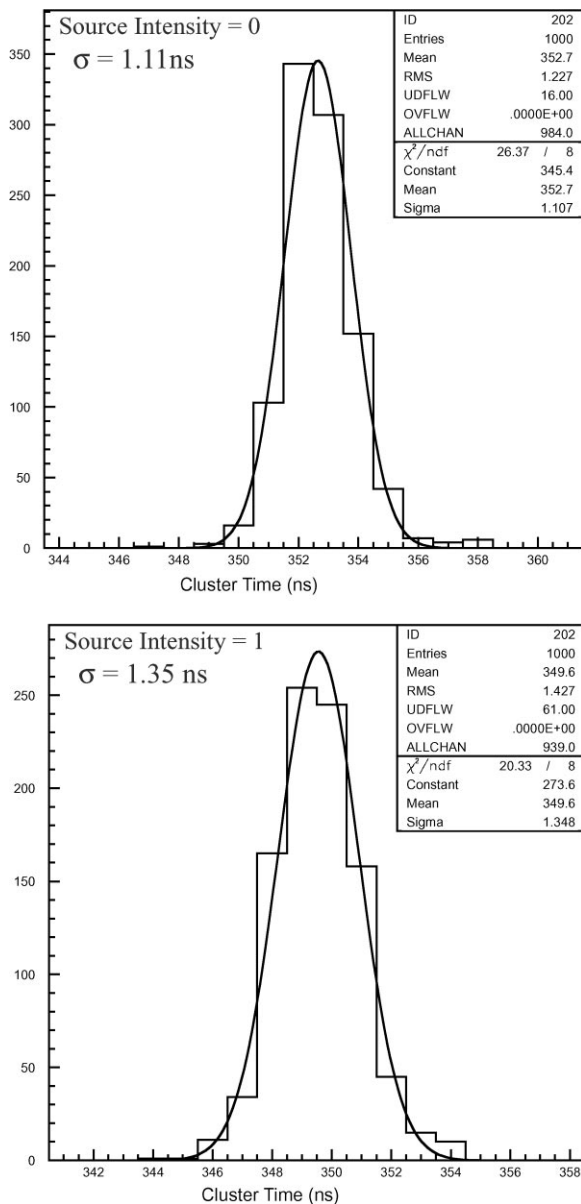 Source Intensity = 0
σ = 1.11ns
ID 202
Entries 1000
Mean 352.7
RMS 1.227
UDFLW 16.00
OVFLW .0000E+00
ALLCHAN 984.0
χ²/ndf 26.37 / 8
Constant 345.4
Mean 352.7
Sigma 1.107
350
300
250
200
150
100
50
0
344 346 348 350 352 354 356 358 360
Cluster Time (ns)
Source Intensity = 1
σ = 1.35 ns
ID 202
Entries 1000
Mean 349.6
RMS 1.427
UDFLW 61.00
OVFLW .0000E+00
ALLCHAN 939.0
χ²/ndf 20.33 / 8
Constant 273.6
Mean 349.6
Sigma 1.348
250
200
150
100
50
0
342 344 346 348 350 352 354 356 358
Cluster Time (ns)